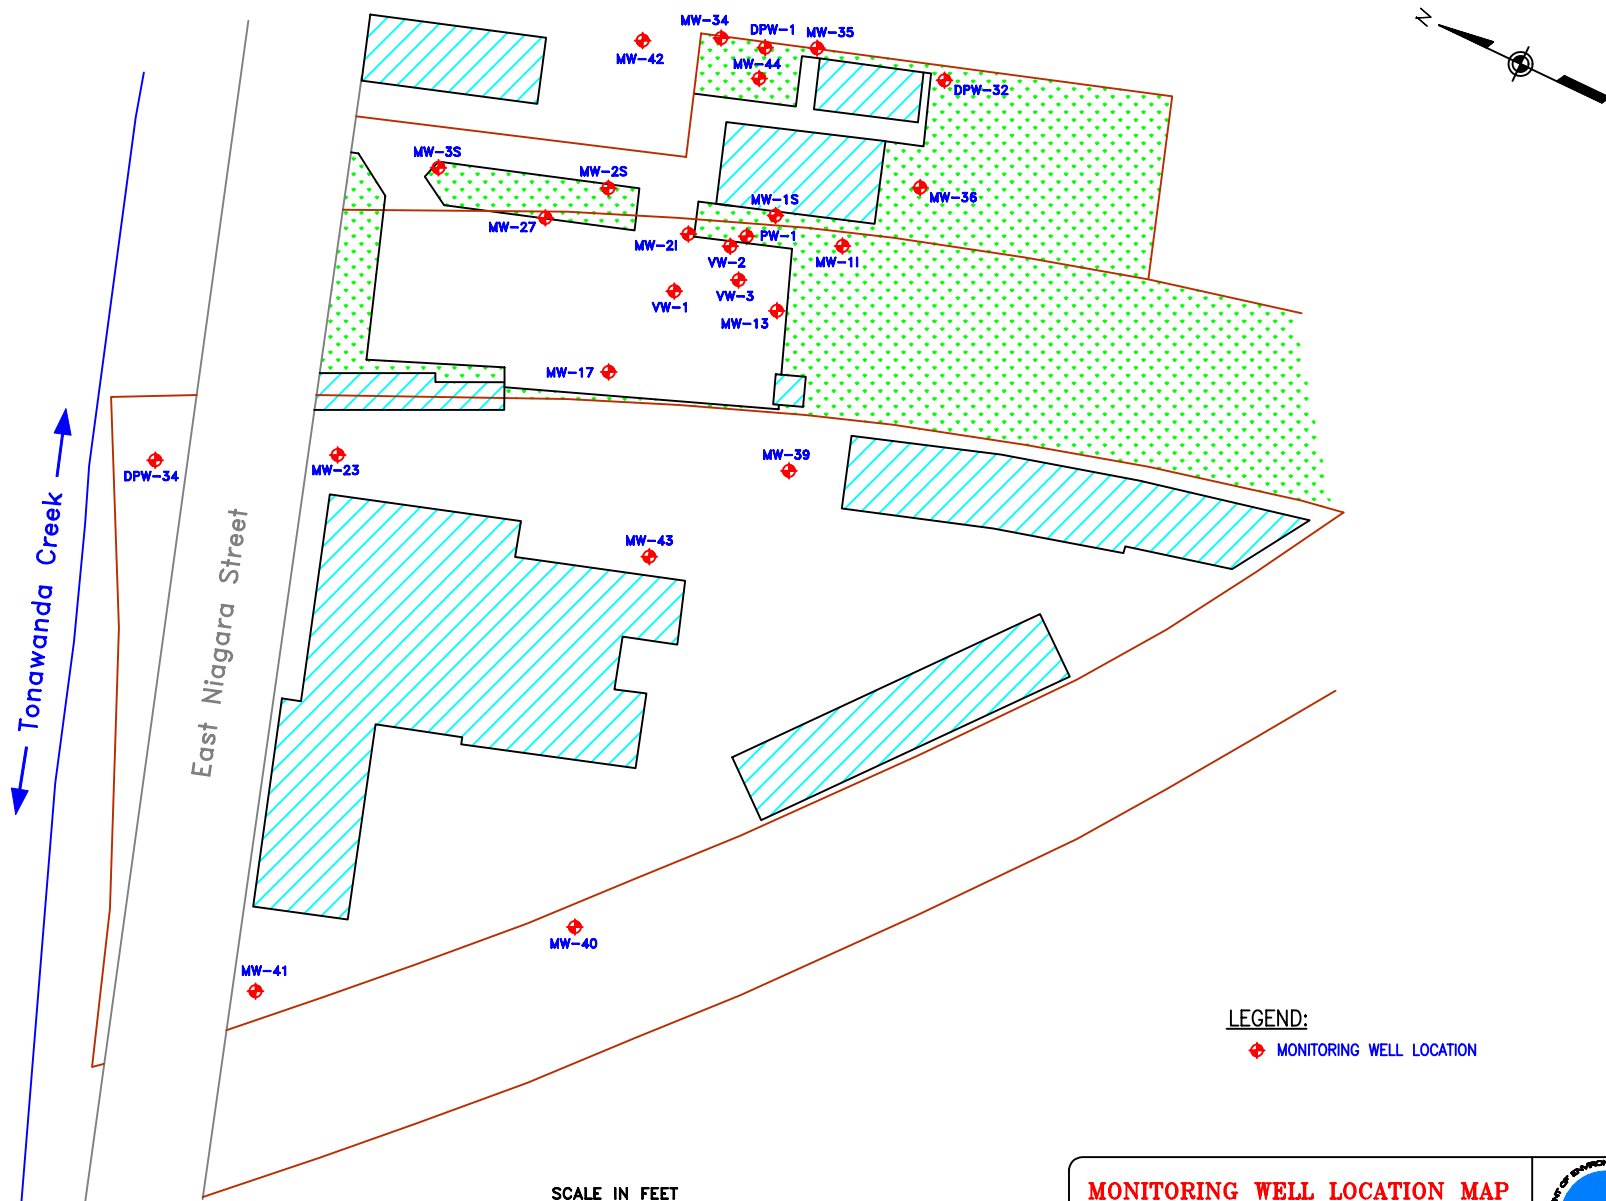 N
MW-34
DPW-1
MW-35
MW-42
MW-44
DPW-32
MW-3S
MW-2S
MW-1S
MW-36
MW-27
MW-2I
PW-1
VW-2
MW-1I
VW-1
VW-3
MW-13
MW-17
DPW-34
MW-23
MW-39
MW-43
Tonawanda Creek
East Niagara Street
MW-40
MW-41
LEGEND:
MONITORING WELL LOCATION
SCALE IN FEET
MONITORING WELL LOCATION MAP